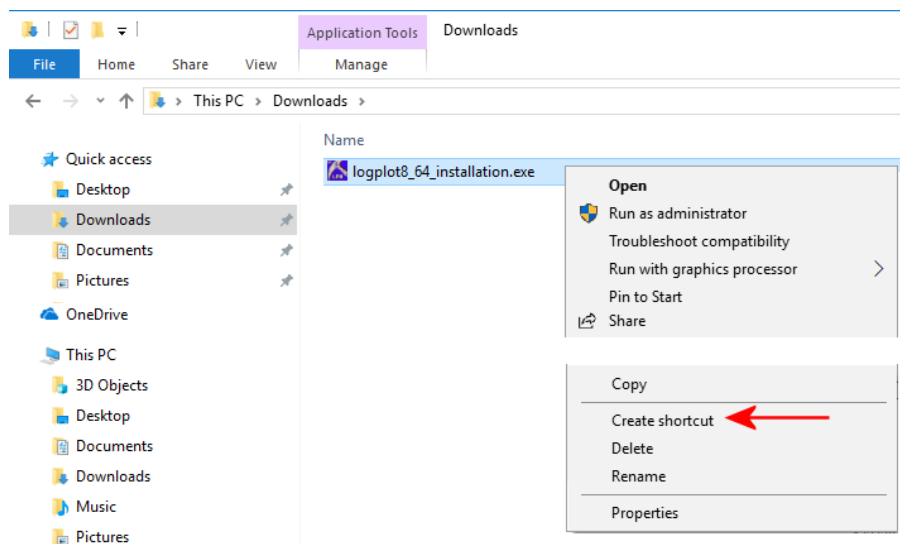 Application Tools Downloads
File Home Share View Manage
This PC Downloads
Name
Quick access
logplot8_64_installation.exe
Desktop
Downloads
Documents
Pictures
OneDrive
This PC
3D Objects
Desktop
Documents
Downloads
Music
Pictures
Open
Run as administrator
Troubleshoot compatibility
Run with graphics processor
Pin to Start
Share
Copy
Create shortcut
Delete
Rename
Properties